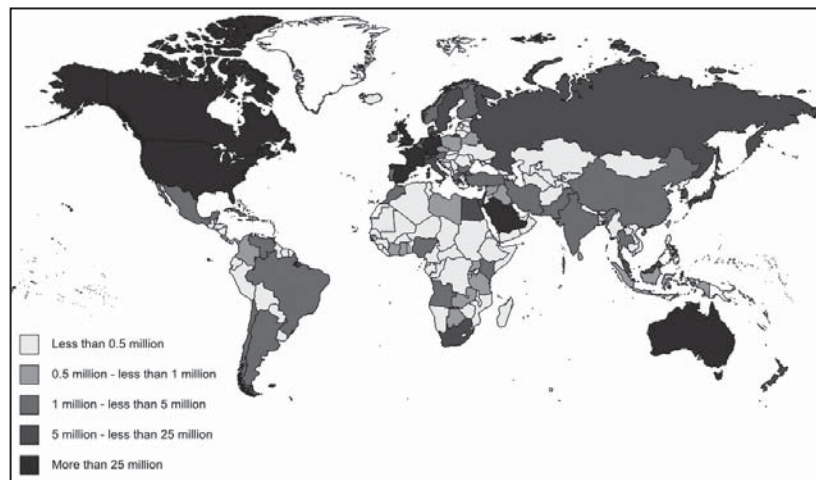 Less than 0.5 million
0.5 million - less than 1 million
1 million - less than 5 million
5 million - less than 25 million
More than 25 million